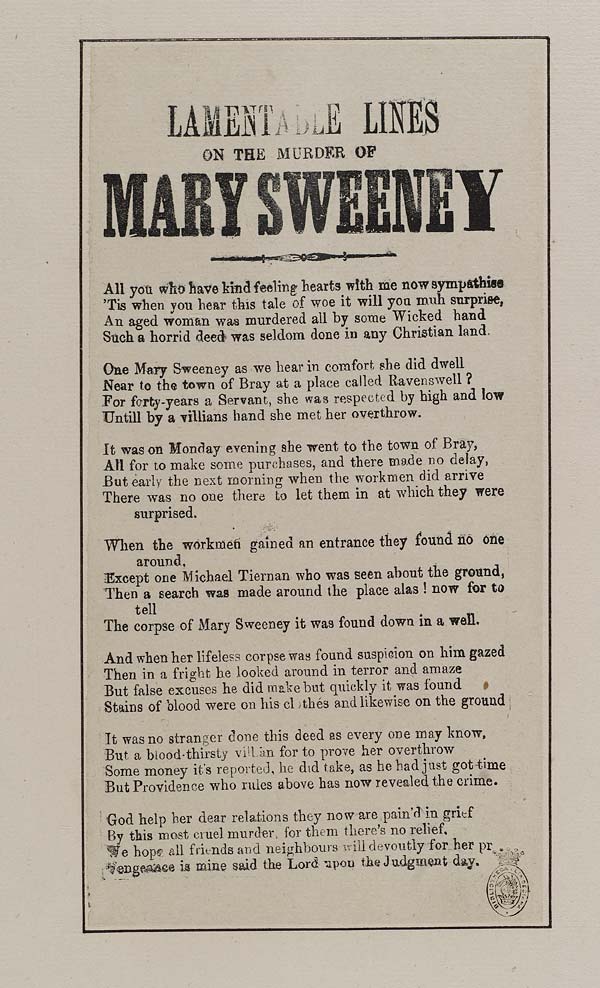 LAMENTABLE LINES
ON THE MURDER OF
MARY SWEENEY
All you who have kind feeling hearts with me now sympathise
'Tis when you hear this tale of woe it will you muh surprise,
An aged woman was murdered all by some Wicked hand
Such a horrid deed was seldom done in any Christian land.
One Mary Sweeney as we hear in comfort she did dwell
Near to the town of Bray at a place called Ravenswell ?
For forty-years a Servant, she was respected by high and low
Untill by a villians hand she met her overthrow.
It was on Monday evening she went to the town of Bray,
All for to make some purchases, and there made no delay,
But early the next morning when the workmen did arrive
There was no one there to let them in at which they were
surprised.
When the workmen gained an entrance they found no one
around,
Except one Michael Tiernan who was seen about the ground,
Then a search was made around the place alas ! now for to
tell
The corpse of Mary Sweeney it was found down in a well.
And when her lifeless corpse was found suspicion on him gazed
Then in a fright he looked around in terror and amaze
But false excuses he did make but quickly it was found
Stains of blood were on his clothes and likewise on the ground
It was no stranger done this deed as every one may know,
But a blood-thirsty villan for to prove her overthrow
Some money it's reported, he did take, as he had just got time
But Providence who rules above has now revealed the crime.
God help her dear relations they now are pain'd in grief
By this most cruel murder, for them there's no relief,
We hope all friends and neighbours will devoutly for her pr
Vengeance is mine said the Lord upon the Judgment day.